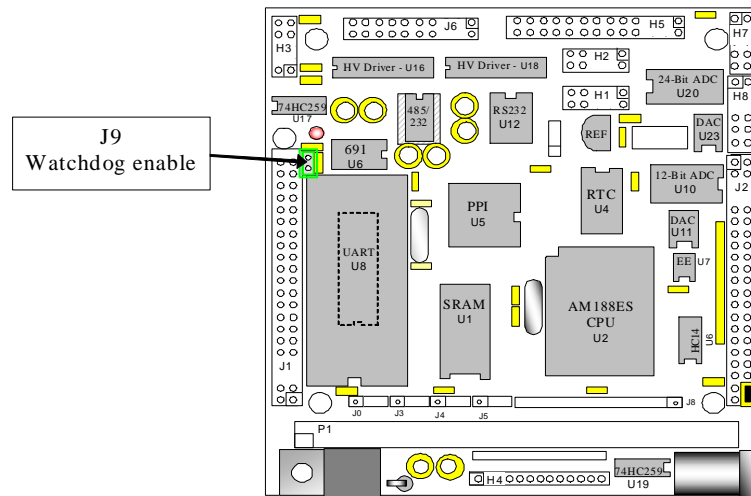 J6
H5
H7
H3
H2
HV Driver - U16
HV Driver - U18
24-Bit ADC
U20
H8
H1
74HC259
U17
485/
232
RS232
U12
REF
DAC
U23
J9
Watchdog enable
691
U6
12-Bit ADC
U10
J2
RTC
U4
PPI
U5
DAC
U11
UART
U8
EE
U7
SRAM
U1
AM188ES
CPU
U2
HC14
U6
J1
J0
J3
J4
J5
J8
P1
H4
74HC259
U19